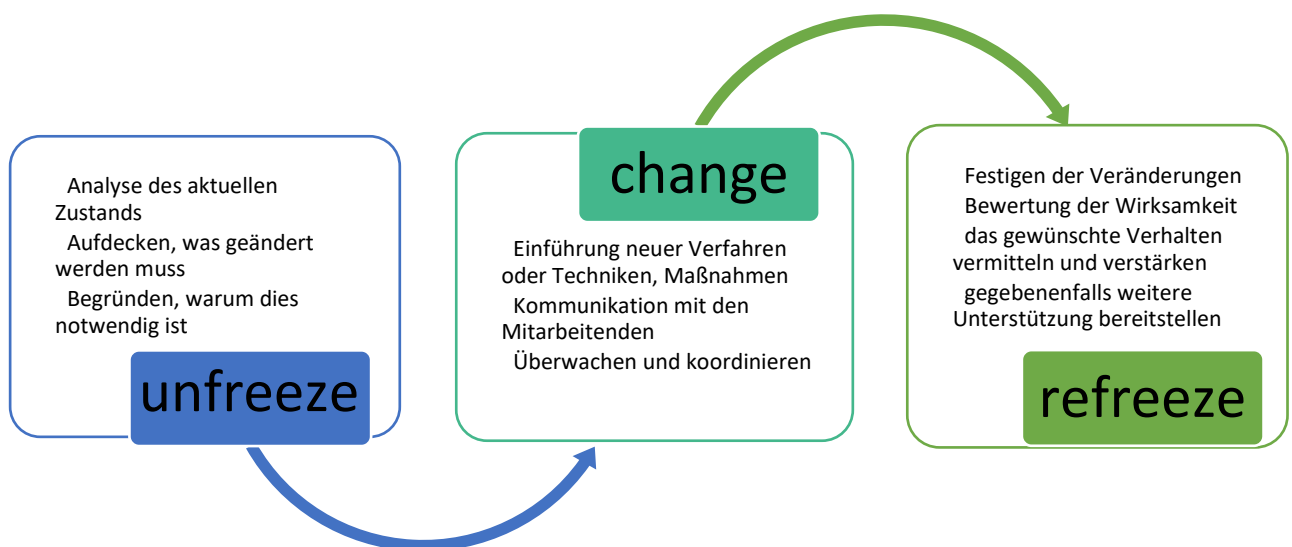 Analyse des aktuellen
Zustands
Aufdecken, was geändert
werden muss
Begründen, warum dies
notwendig ist
unfreeze
change
Einführung neuer Verfahren
oder Techniken, Maßnahmen
Kommunikation mit den
Mitarbeitenden
Überwachen und koordinieren
Festigen der Veränderungen
Bewertung der Wirksamkeit
das gewünschte Verhalten
vermitteln und verstärken
gegebenenfalls weitere
Unterstützung bereitstellen
refreeze